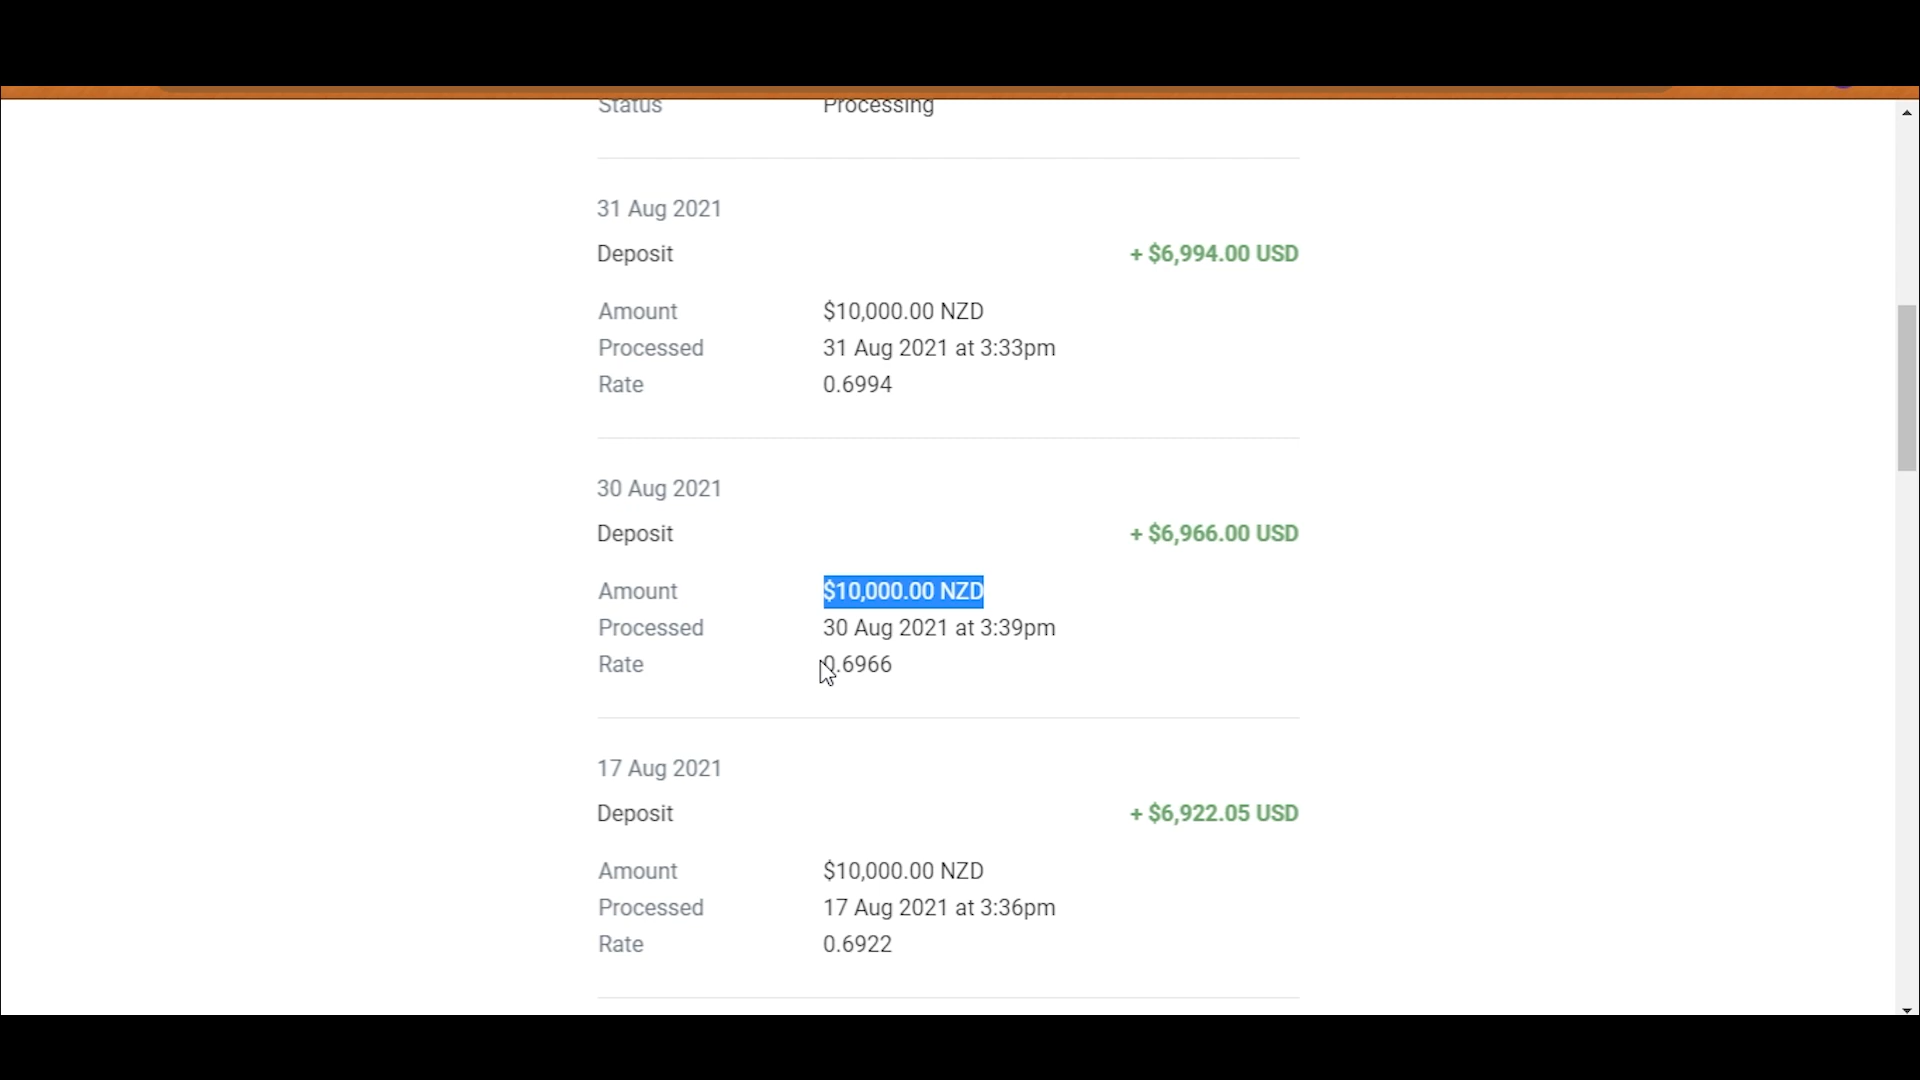 Status Processing
31 Aug 2021
Deposit + $6,994.00 USD
Amount $10,000.00 NZD
Processed 31 Aug 2021 at 3:33pm
Rate 0.6994
30 Aug 2021
Deposit + $6,966.00 USD
Amount $10,000.00 NZD
Processed 30 Aug 2021 at 3:39pm
Rate 0.6966
17 Aug 2021
Deposit + $6,922.05 USD
Amount $10,000.00 NZD
Processed 17 Aug 2021 at 3:36pm
Rate 0.6922